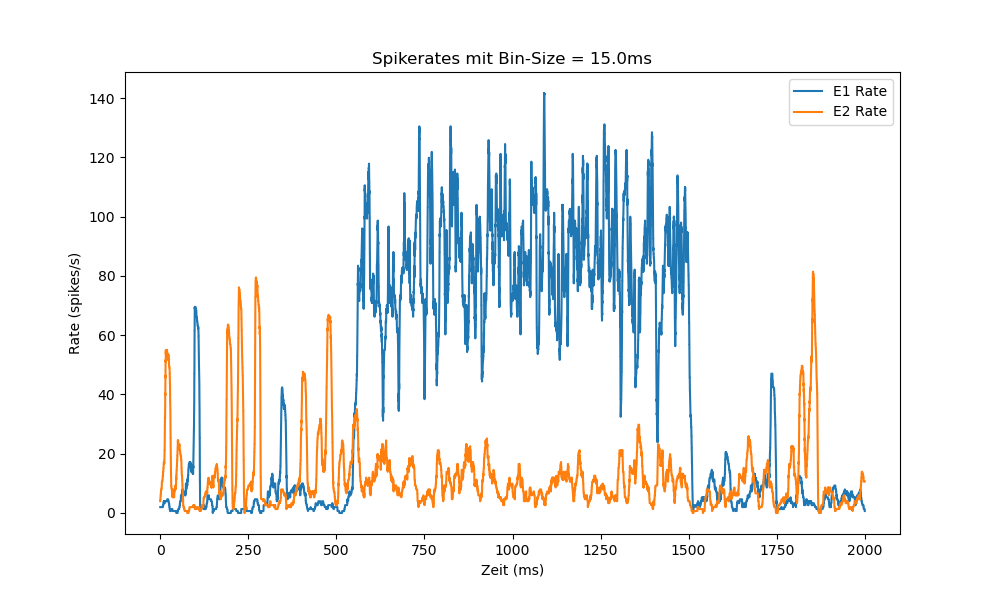 Spikerates mit Bin-Size = 15.0ms
E1 Rate
E2 Rate
140
120
100
80
60
40
20
0
Rate (spikes/s)
0 250 500 750 1000 1250 1500 1750 2000
Zeit (ms)